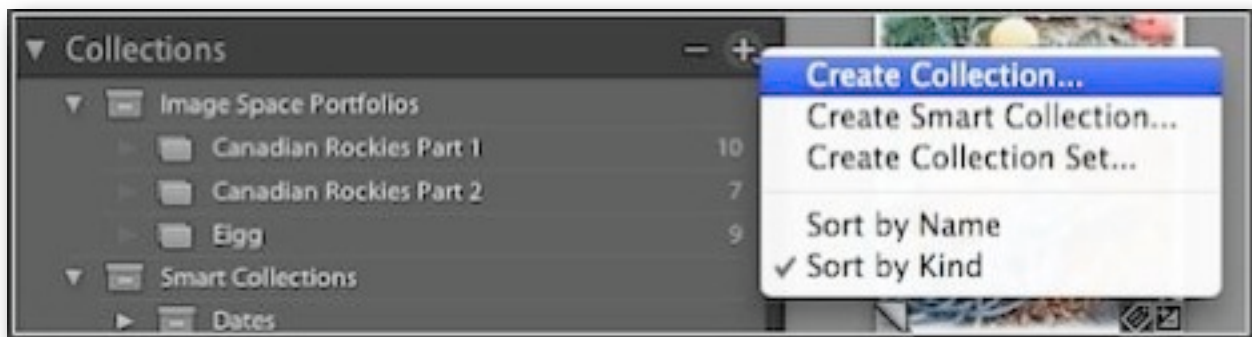 Collections
Image Space Portfolios
Canadian Rockies Part 1 10
Canadian Rockies Part 2 7
Eigg 9
Smart Collections
Dates
Create Collection...
Create Smart Collection...
Create Collection Set...
Sort by Name
✓ Sort by Kind